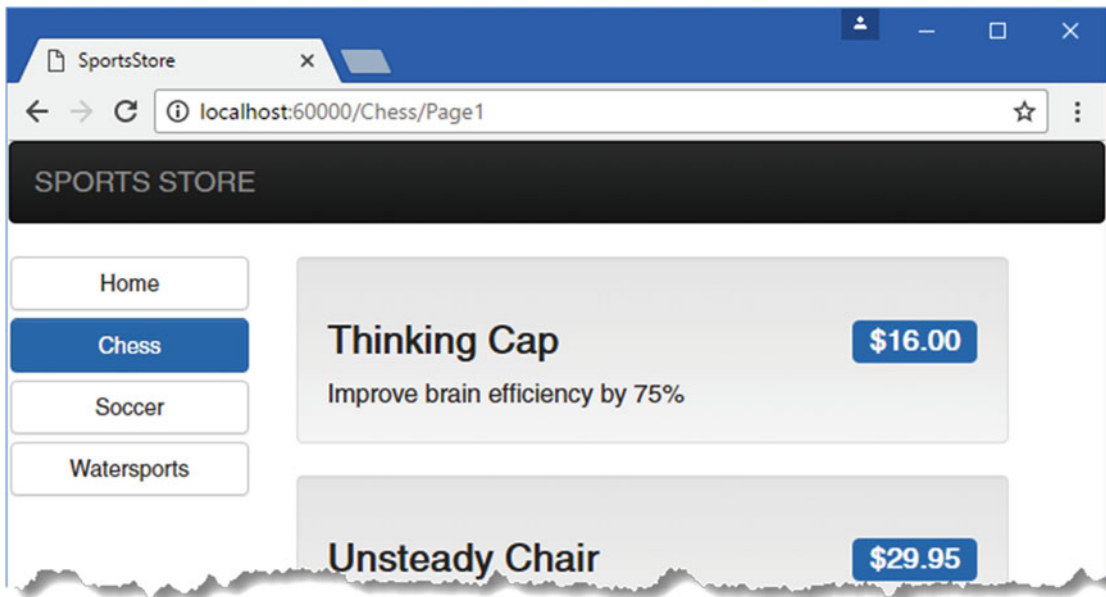 SportsStore
localhost:60000/Chess/Page1
SPORTS STORE
Home
Chess
Soccer
Watersports
Thinking Cap
$16.00
Improve brain efficiency by 75%
Unsteady Chair
$29.95